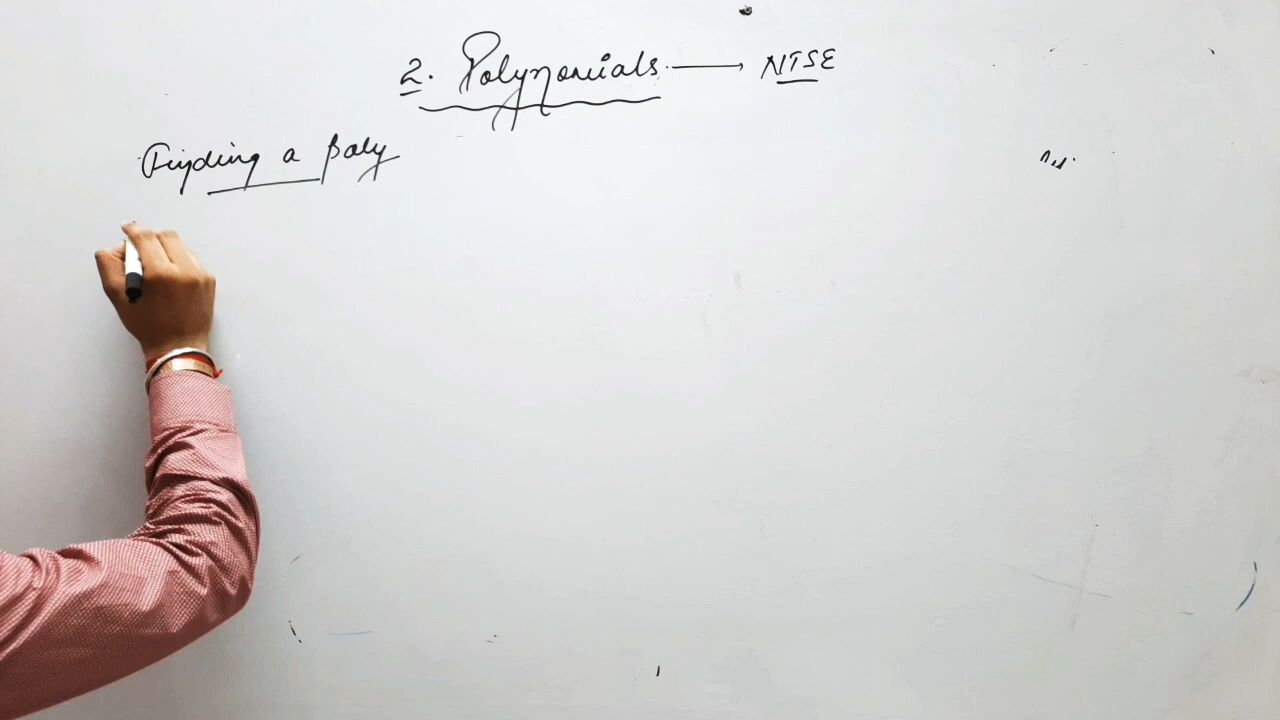 2. Polynomials. → NTSE
Finding a Poly